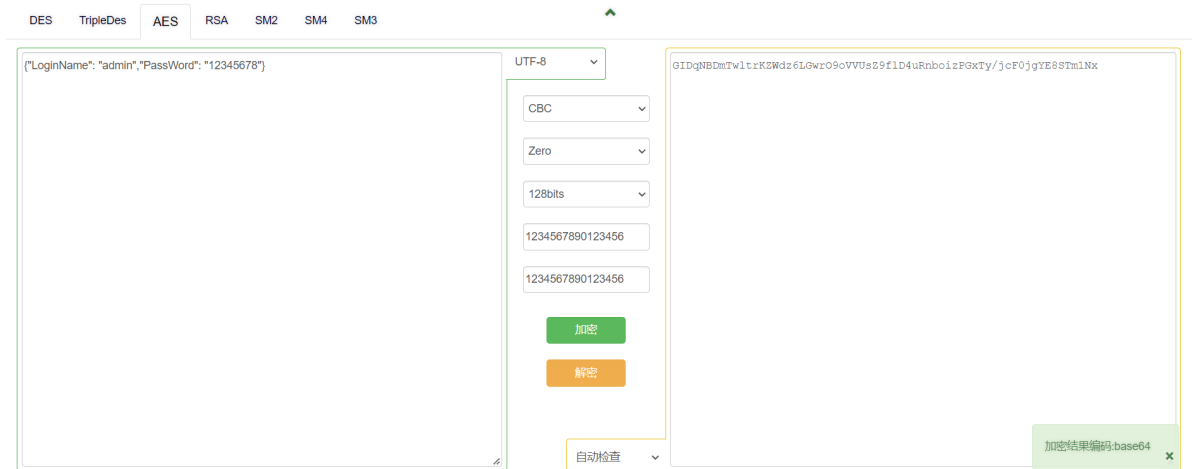 DES TripleDes AES RSA SM2 SM4 SM3
{"LoginName": "admin","PassWord": "12345678"}
UTF-8
CBC
Zero
128bits
1234567890123456
1234567890123456
加密
解密
自动检查
GIDqNBDmTwltrKZWdz6LGwrO9oVVUsZ9flD4uRnboizPGxTy/jcF0jgYE8STm1Nx
加密结果编码:base64
×